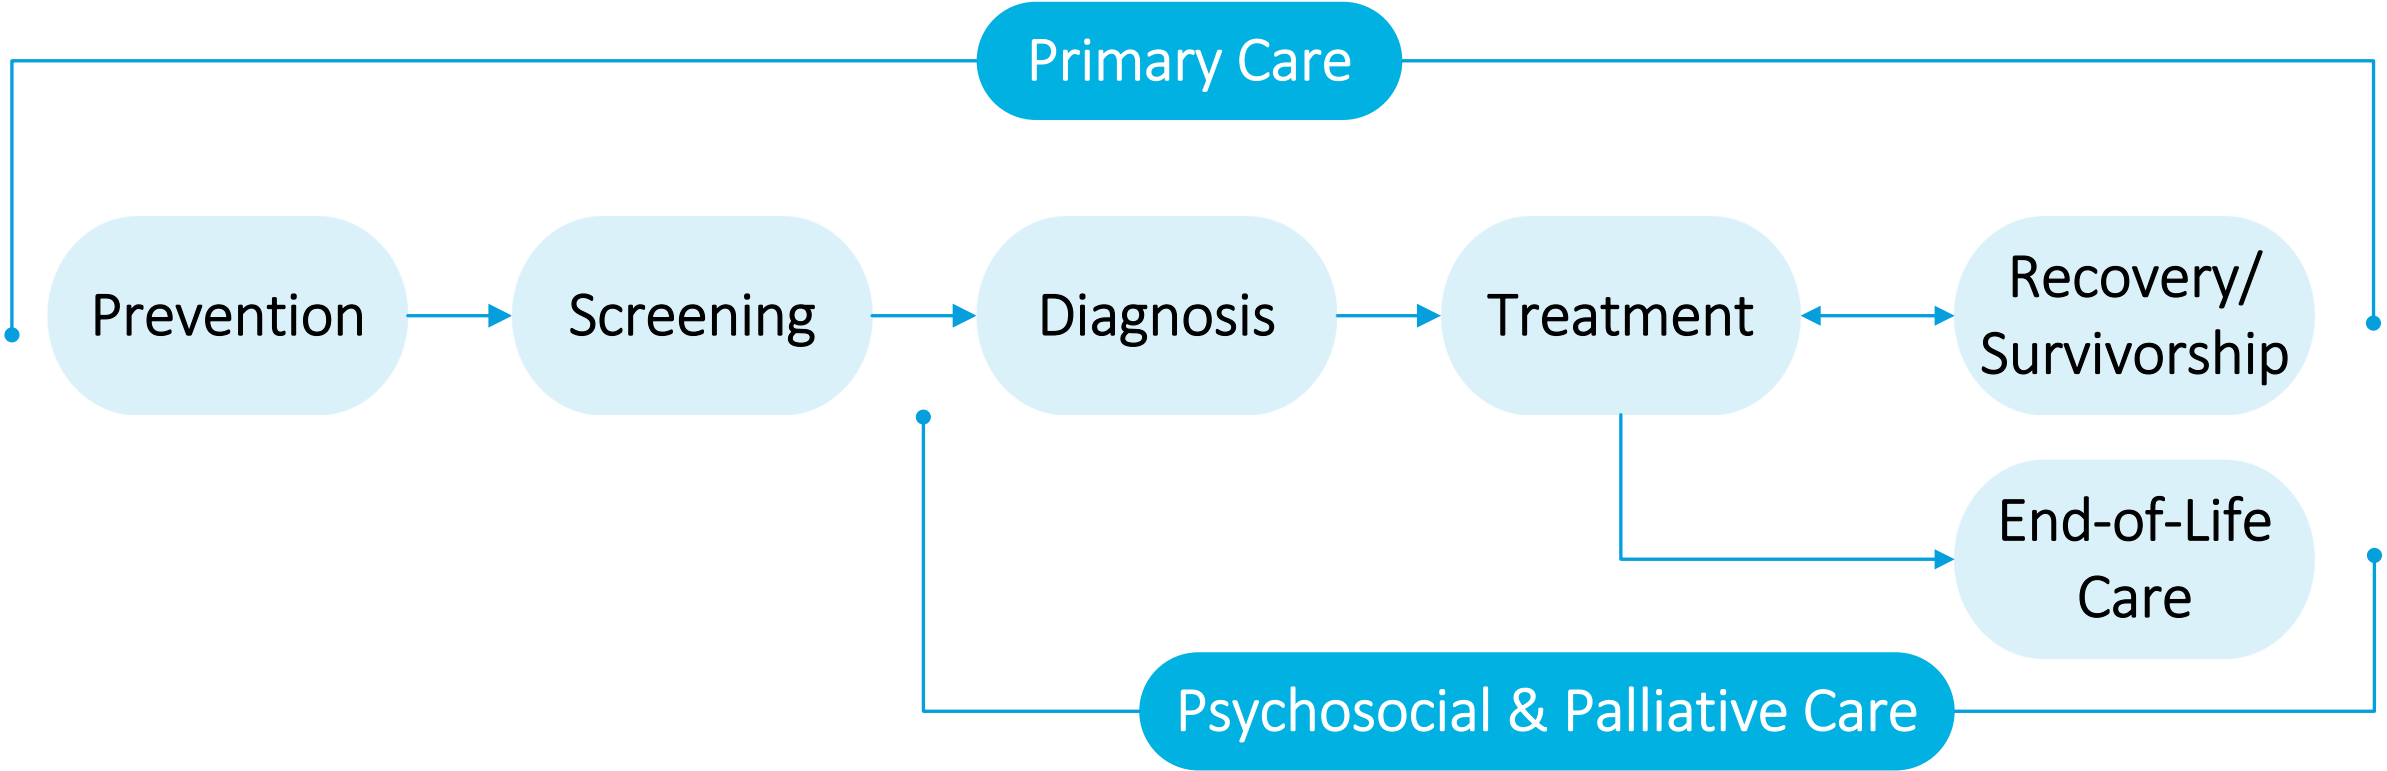 Primary Care
Prevention
Screening
Diagnosis
Treatment
Recovery/
Survivorship
End-of-Life
Care
Psychosocial & Palliative Care